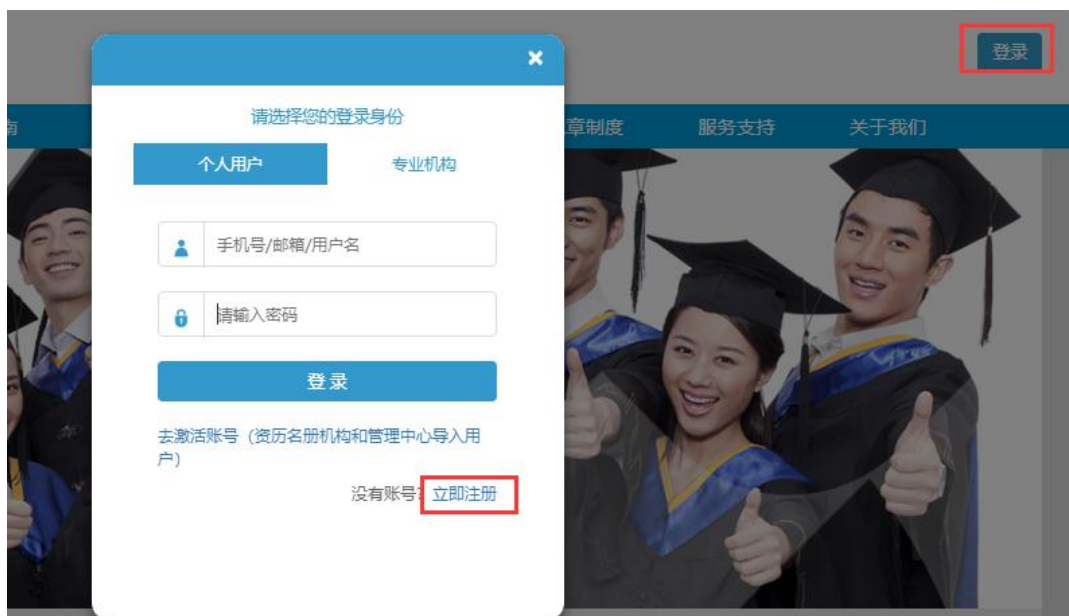 登录
×
请选择您的登录身份
南
章制度
服务支持
关于我们
个人用户
专业机构
手机号/邮箱/用户名
请输入密码
登录
去激活账号（资历名册机构和管理中心导入用
户）
没有账号？立即注册